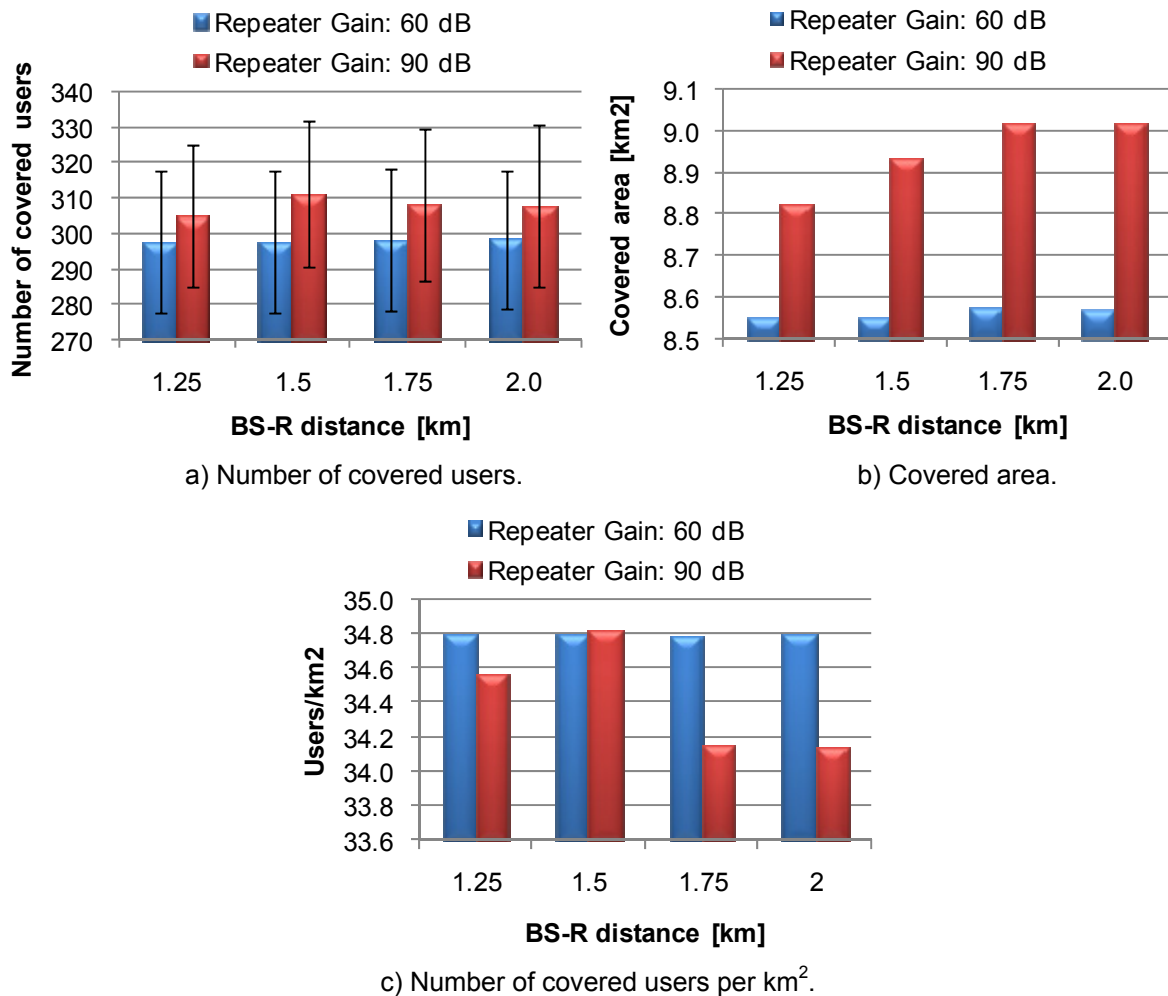 Repeater Gain: 60 dB
Repeater Gain: 90 dB
Number of covered users
340
330
320
310
300
290
280
270
1.25
1.5
1.75
2.0
BS-R distance [km]
a) Number of covered users.
Repeater Gain: 60 dB
Repeater Gain: 90 dB
Covered area [km2]
9.1
9.0
8.9
8.8
8.7
8.6
8.5
1.25
1.5
1.75
2.0
BS-R distance [km]
b) Covered area.
Repeater Gain: 60 dB
Repeater Gain: 90 dB
Users/km2
35.0
34.8
34.6
34.4
34.2
34.0
33.8
33.6
1.25
1.5
1.75
2
BS-R distance [km]
c) Number of covered users per km².